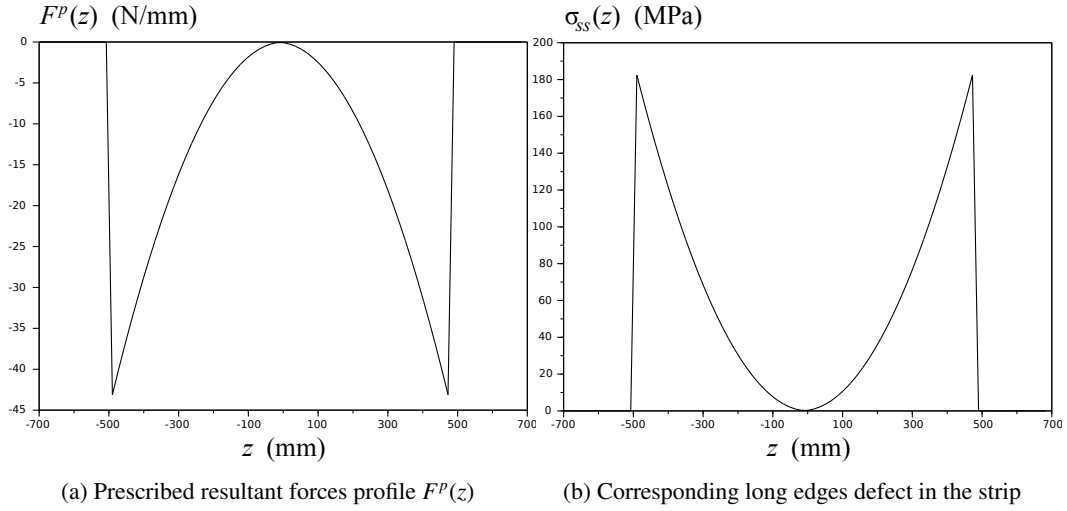 F^p(z) (N/mm)
0
-5
-10
-15
-20
-25
-30
-35
-40
-45
-700 -500 -300 -100 100 300 500 700
z (mm)
(a) Prescribed resultant forces profile F^p(z)
σ_ss(z) (MPa)
200
180
160
140
120
100
80
60
40
20
0
-700 -500 -300 -100 100 300 500 700
z (mm)
(b) Corresponding long edges defect in the strip